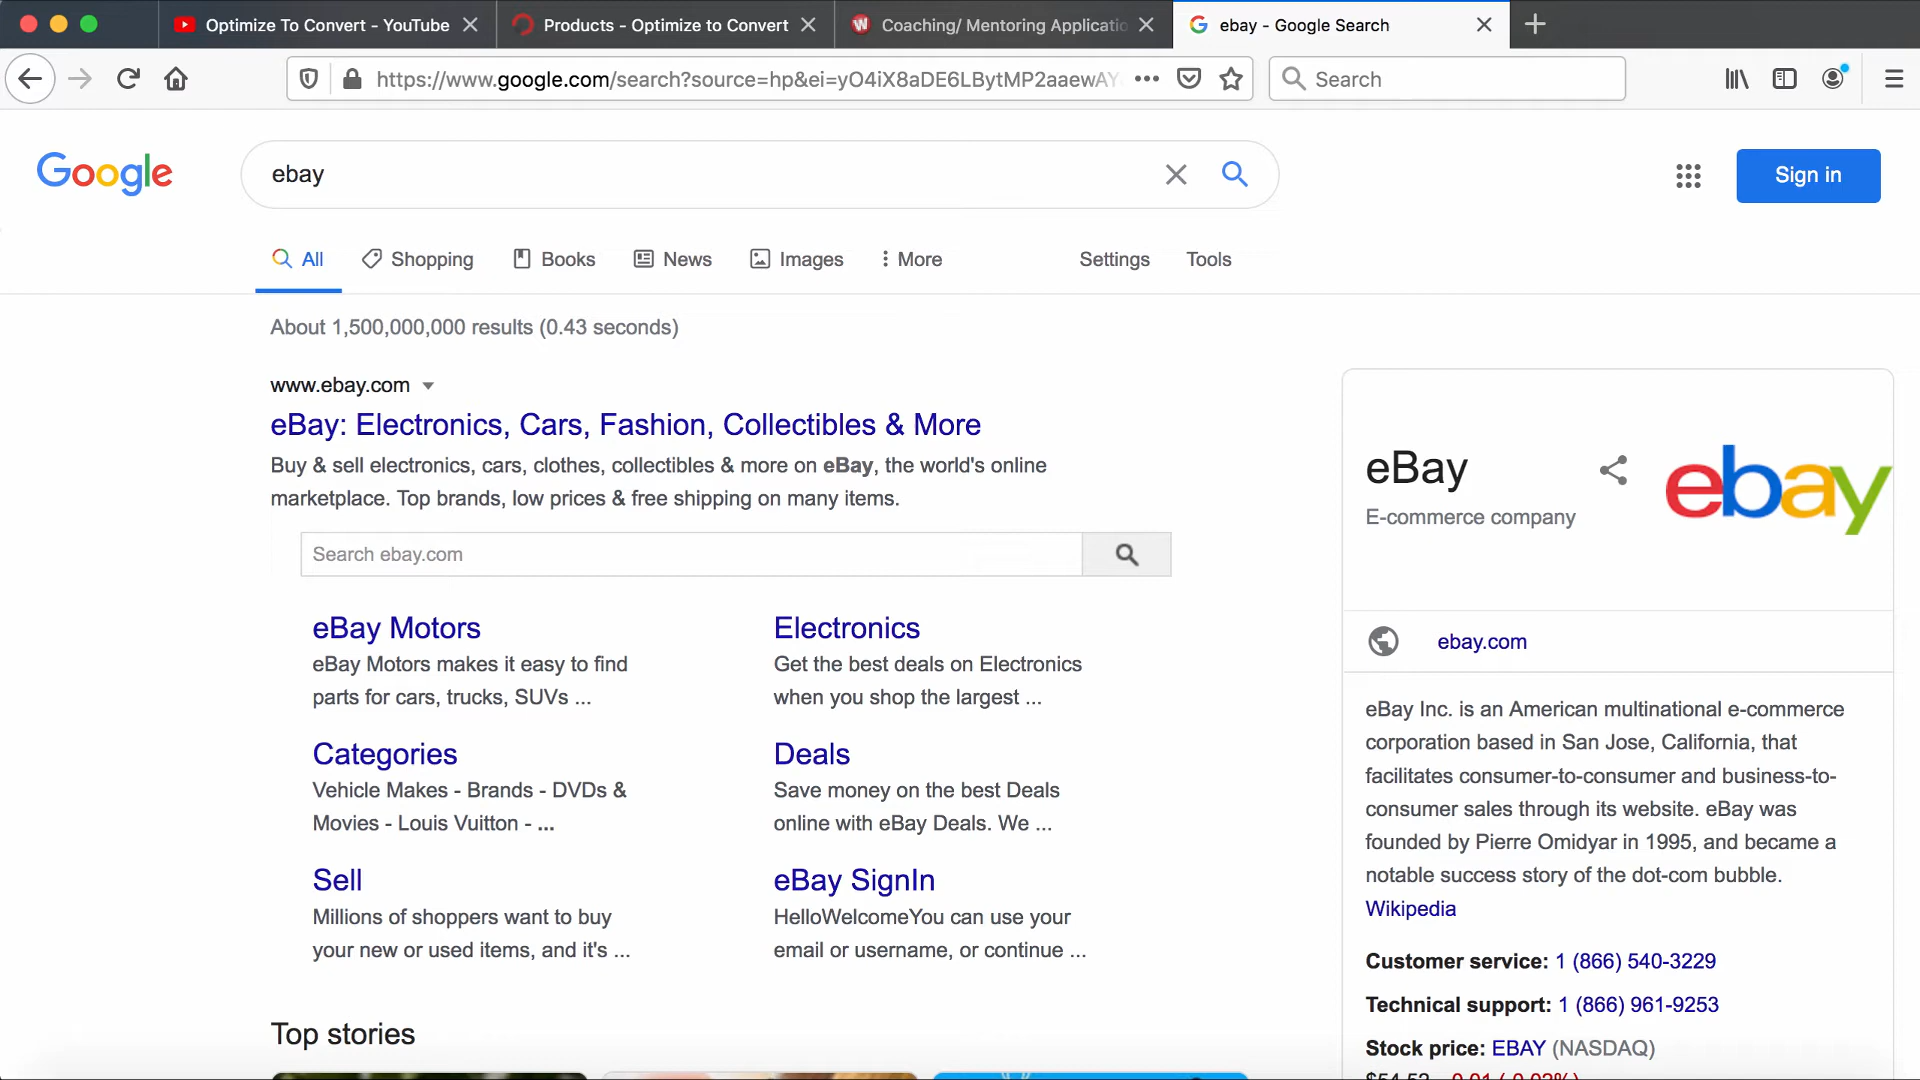 Optimize To Convert - YouTube
Products - Optimize to Convert
Coaching/ Mentoring Applicatio
ebay - Google Search
https://www.google.com/search?source=hp&ei=yO4iX8aDE6LBytMP2aaewAY
Search
Google
ebay
Sign in
All
Shopping
Books
News
Images
More
Settings
Tools
About 1,500,000,000 results (0.43 seconds)
www.ebay.com
eBay: Electronics, Cars, Fashion, Collectibles & More
Buy & sell electronics, cars, clothes, collectibles & more on eBay, the world's online
marketplace. Top brands, low prices & free shipping on many items.
Search ebay.com
eBay Motors
eBay Motors makes it easy to find
parts for cars, trucks, SUVs ...
Electronics
Get the best deals on Electronics
when you shop the largest ...
Categories
Vehicle Makes - Brands - DVDs &
Movies - Louis Vuitton - ...
Deals
Save money on the best Deals
online with eBay Deals. We ...
Sell
Millions of shoppers want to buy
your new or used items, and it's ...
eBay SignIn
HelloWelcomeYou can use your
email or username, or continue ...
Top stories
eBay
E-commerce company
ebay
ebay.com
eBay Inc. is an American multinational e-commerce
corporation based in San Jose, California, that
facilitates consumer-to-consumer and business-to-
consumer sales through its website. eBay was
founded by Pierre Omidyar in 1995, and became a
notable success story of the dot-com bubble.
Wikipedia
Customer service: 1 (866) 540-3229
Technical support: 1 (866) 961-9253
Stock price: EBAY (NASDAQ)